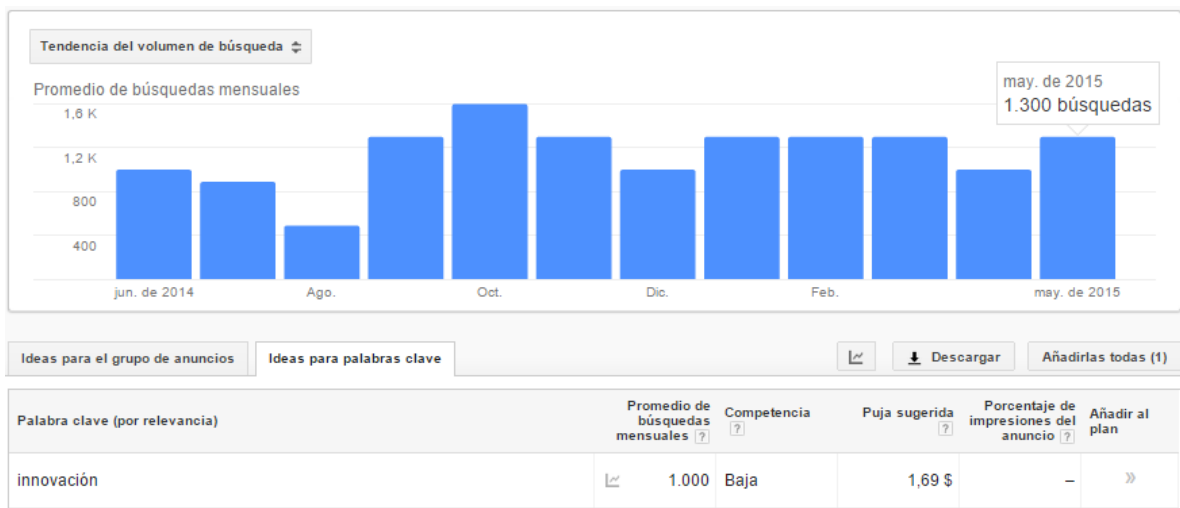 Tendencia del volumen de búsqueda
Promedio de búsquedas mensuales
may. de 2015
1.300 búsquedas
1,6 K
1,2 K
800
400
jun. de 2014 Ago. Oct. Dic. Feb. may. de 2015
Ideas para el grupo de anuncios Ideas para palabras clave Descargar Añadirlas todas (1)
Palabra clave (por relevancia)
Promedio de
búsquedas
mensuales ?
Competencia
?
Puja sugerida
?
Porcentaje de
impresiones del
anuncio ?
Añadir al
plan
innovación 1.000 Baja 1,69 $ – »